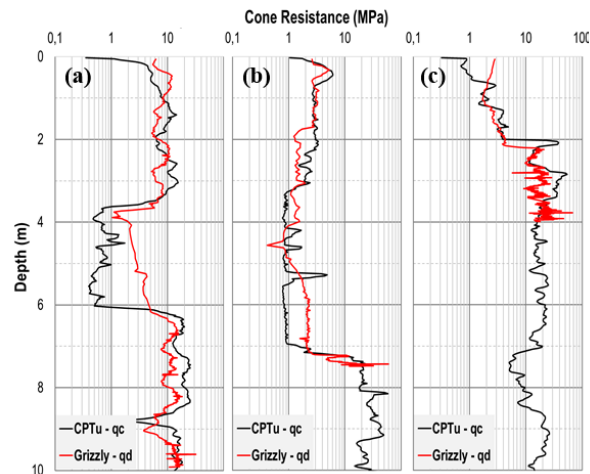 Cone Resistance (MPa)
0,1 1 10 0,1 1 10 0,1 1 10 100
0 (a) (b) (c)
2
4
Depth (m)
6
8
CPTu - qc CPTu - qc CPTu - qc
Grizzly - qd Grizzly - qd Grizzly - qd
10